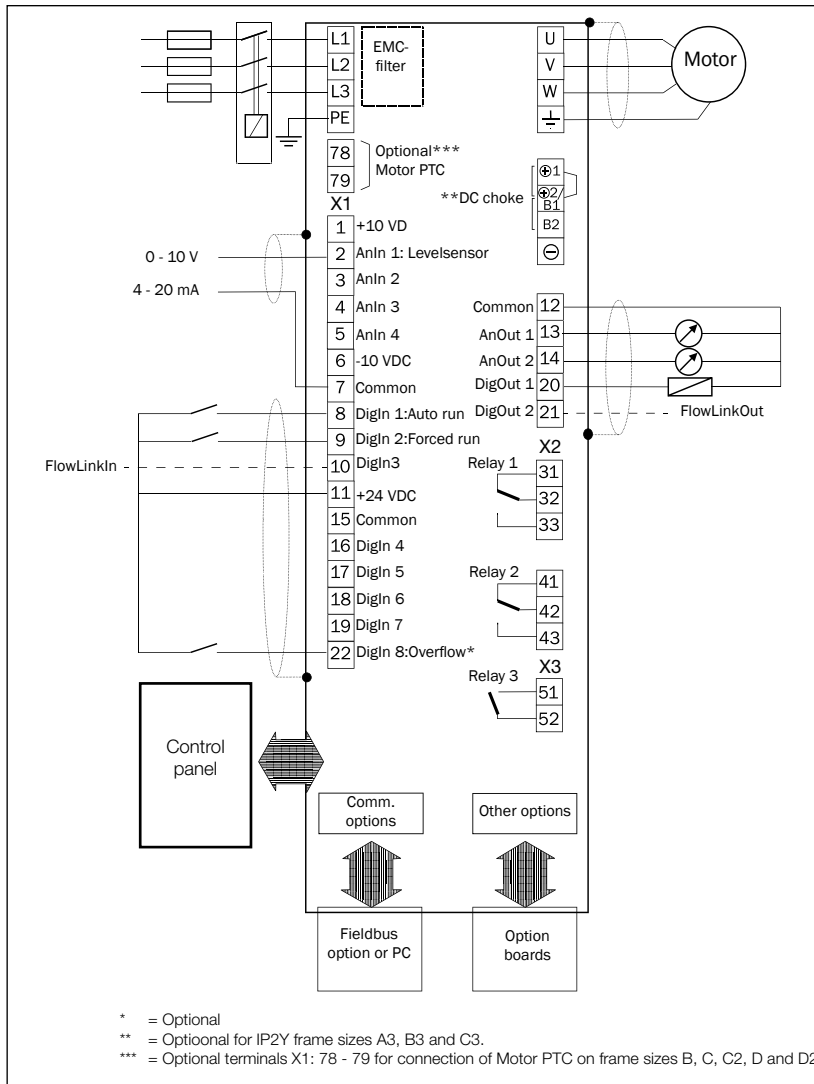 L1
L2
L3
PE
EMC-
filter
U
V
W
Motor
78
79
Optional***
Motor PTC
X1
**DC choke
⊕1
⊕2/
B1
B2
⊖
1 +10 VD
0 - 10 V
2 AnIn 1: Levelsensor
3 AnIn 2
4 - 20 mA
4 AnIn 3
5 AnIn 4
6 -10 VDC
7 Common
8 DigIn 1:Auto run
9 DigIn 2:Forced run
FlowLinkIn
10 DigIn3
11 +24 VDC
15 Common
16 DigIn 4
17 DigIn 5
18 DigIn 6
19 DigIn 7
22 DigIn 8:Overflow*
Common 12
AnOut 1 13
AnOut 2 14
DigOut 1 20
DigOut 2 21
FlowLinkOut
X2
Relay 1
31
32
33
Relay 2
41
42
43
X3
Relay 3
51
52
Control
panel
Comm.
options
Other options
Fieldbus
option or PC
Option
boards
* = Optional
** = Optioonal for IP2Y frame sizes A3, B3 and C3.
*** = Optional terminals X1: 78 - 79 for connection of Motor PTC on frame sizes B, C, C2, D and D2